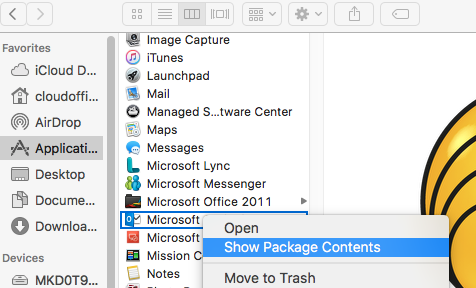 Favorites
iCloud D...
cloudoffi...
AirDrop
Applicati...
Desktop
Docume...
Downloa...
Devices
MKD0T9...
Image Capture
iTunes
Launchpad
Mail
Managed S...tware Center
Maps
Messages
Microsoft Lync
Microsoft Messenger
Microsoft Office 2011
Microsoft
Microsoft
Mission C
Notes
Open
Show Package Contents
Move to Trash